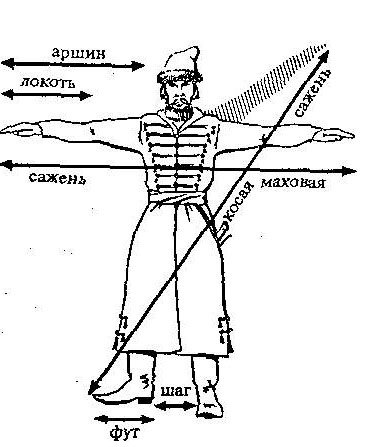 аршин
локоть
сажень
косая сажень
маховая
шаг
фут